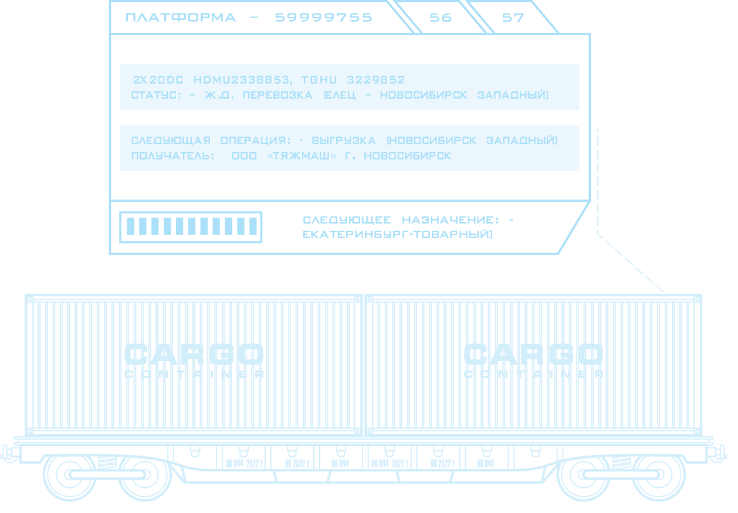 ПЛАТФОРМА – 59999755 56 57
2X20DC HDMU2338853, TGHU 3229852
СТАТУС: – Ж.Д. ПЕРЕВОЗКА (ЕЛЕЦ – НОВОСИБИРСК ЗАПАДНЫЙ)
СЛЕДУЮЩАЯ ОПЕРАЦИЯ: - ВЫГРУЗКА (НОВОСИБИРСК ЗАПАДНЫЙ)
ПОЛУЧАТЕЛЬ: ООО «ТЯЖМАШ» Г. НОВОСИБИРСК
СЛЕДУЮЩЕЕ НАЗНАЧЕНИЕ: -
ЕКАТЕРИНБУРГ-ТОВАРНЫЙ)
CARGO CARGO
CONTAINER CONTAINER